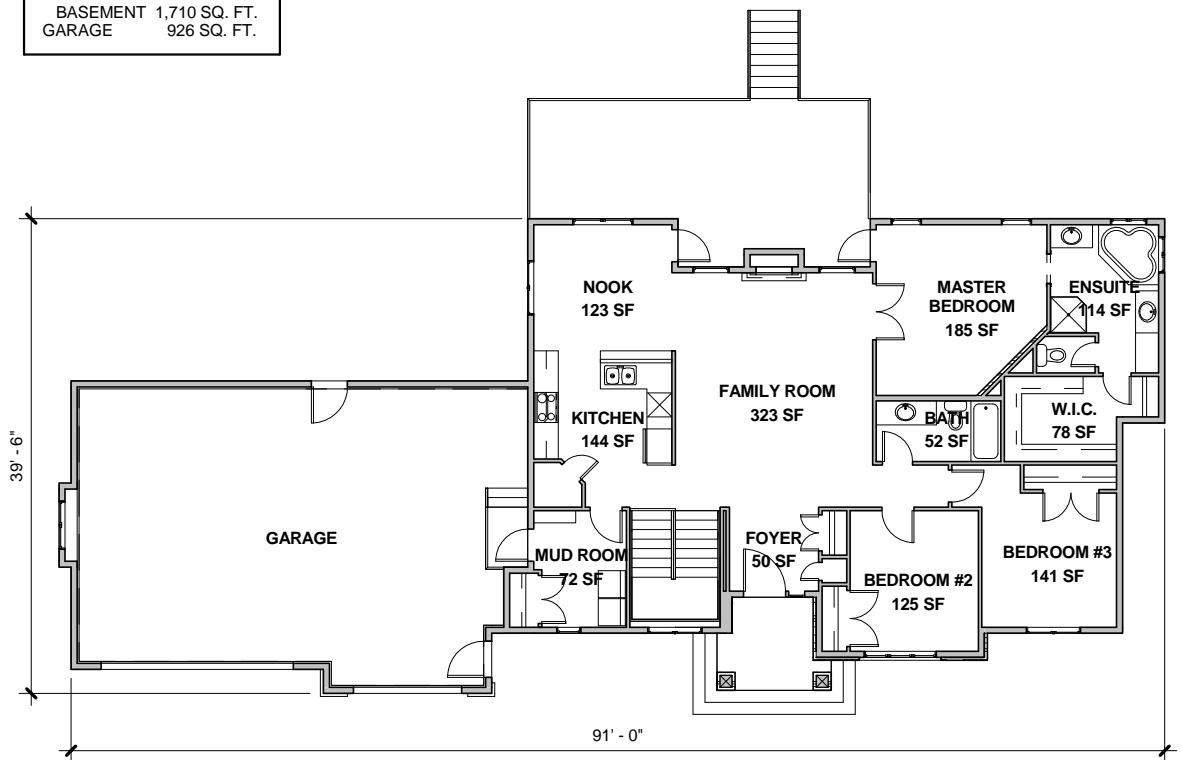 BASEMENT 1,710 SQ. FT.
GARAGE 926 SQ. FT.
NOOK
123 SF
MASTER
BEDROOM
185 SF
ENSUITE
114 SF
KITCHEN
144 SF
FAMILY ROOM
323 SF
BATH
52 SF
W.I.C.
78 SF
39' - 6"
GARAGE
MUD ROOM
72 SF
FOYER
50 SF
BEDROOM #2
125 SF
BEDROOM #3
141 SF
91' - 0"